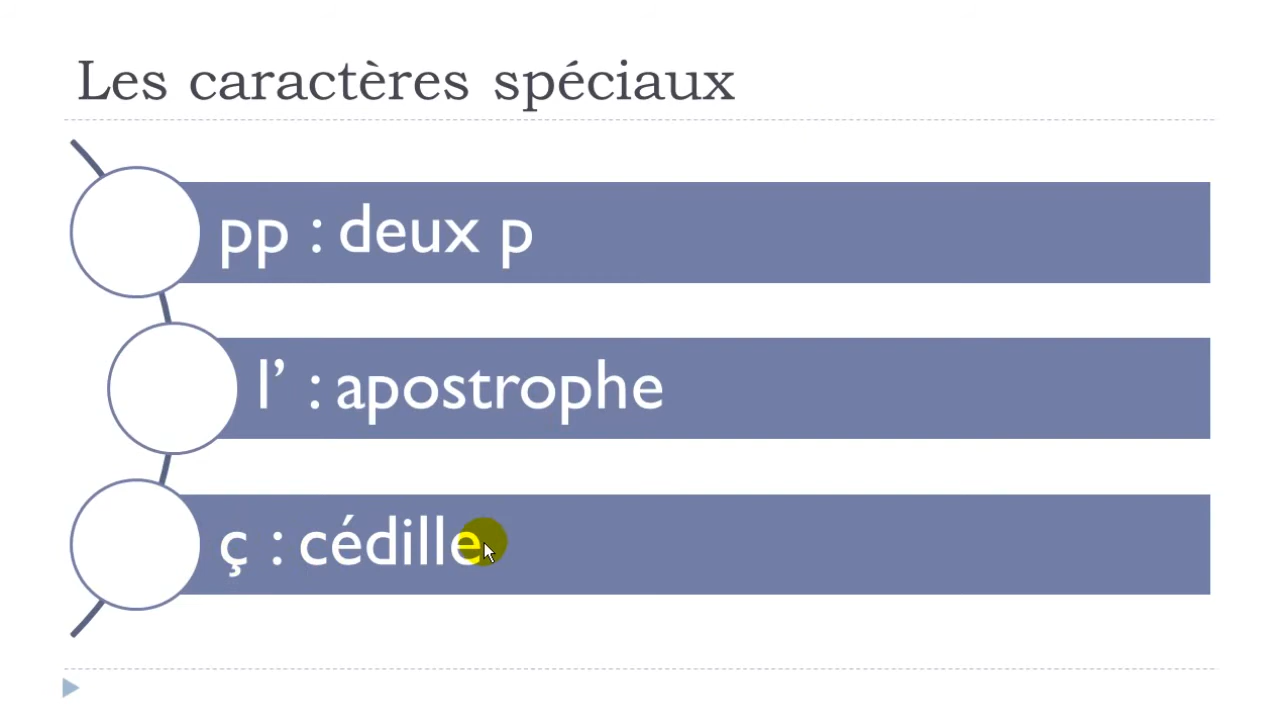 Les caractères spéciaux
pp : deux p
l’ : apostrophe
ç : cédille